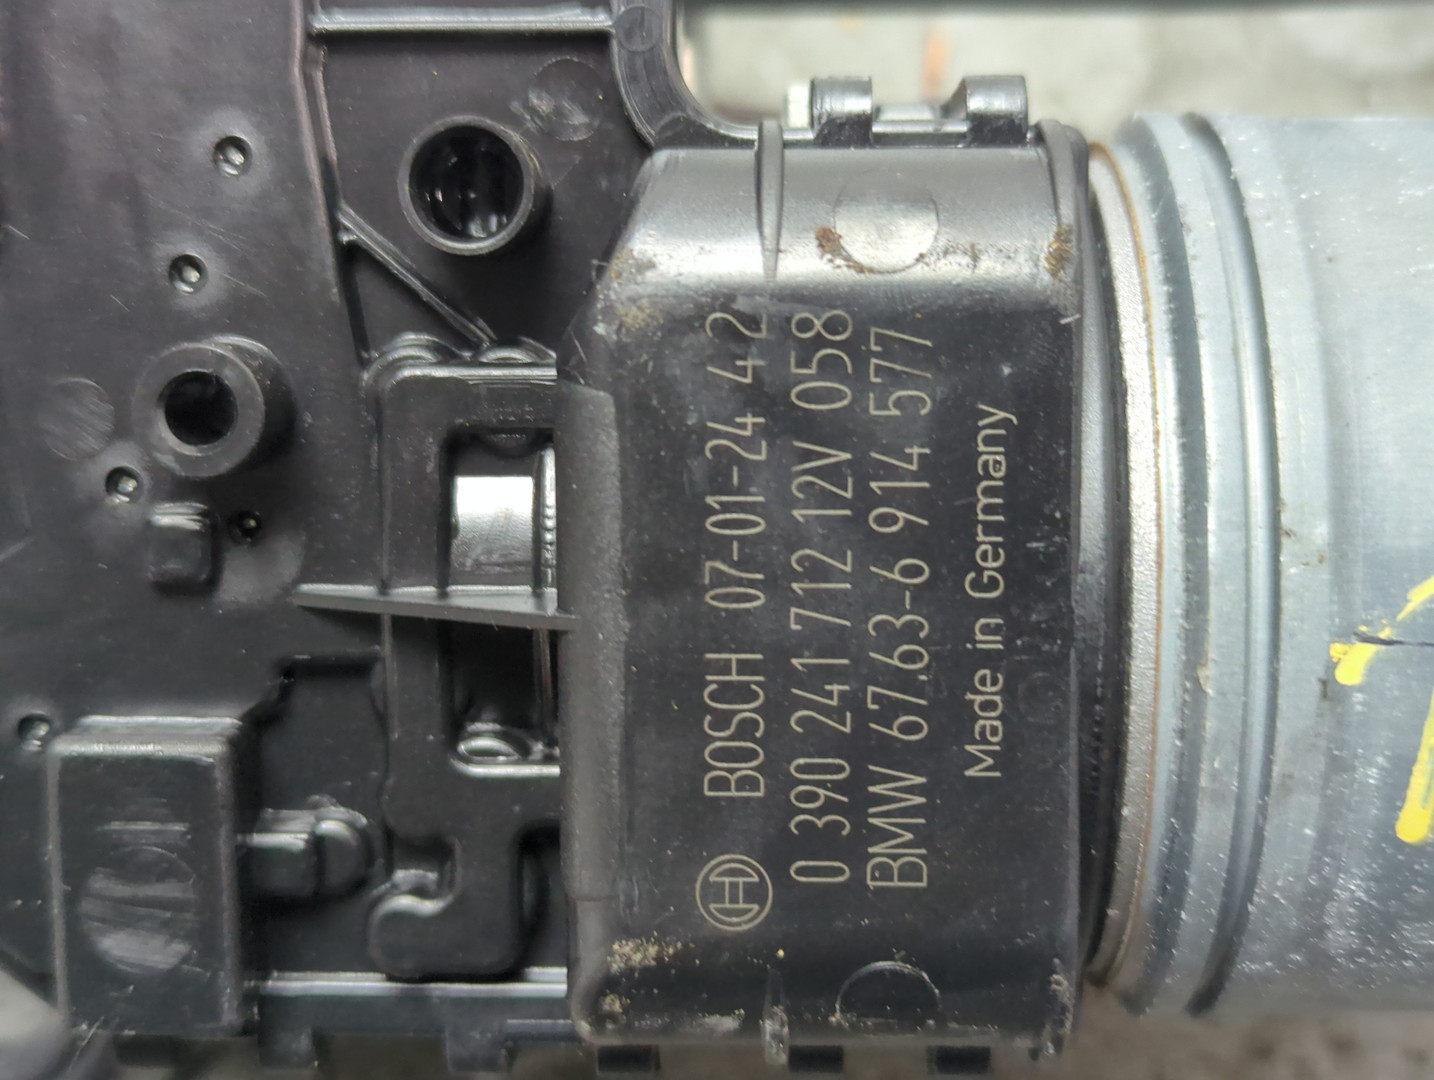 BOSCH 07-01-24 42
0 390 241 712 12V 058
BMW 67.63-6 914 577
Made in Germany